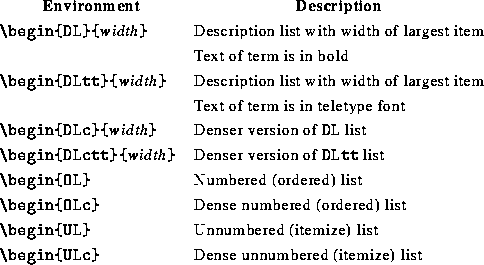 Environment Description
\begin{DL}{width} Description list with width of largest item
Text of term is in bold
\begin{DLtt}{width} Description list with width of largest item
Text of term is in teletype font
\begin{DLc}{width} Denser version of DL list
\begin{DLctt}{width} Denser version of DLtt list
\begin{OL} Numbered (ordered) list
\begin{OLc} Dense numbered (ordered) list
\begin{UL} Unnumbered (itemize) list
\begin{ULc} Dense unnumbered (itemize) list